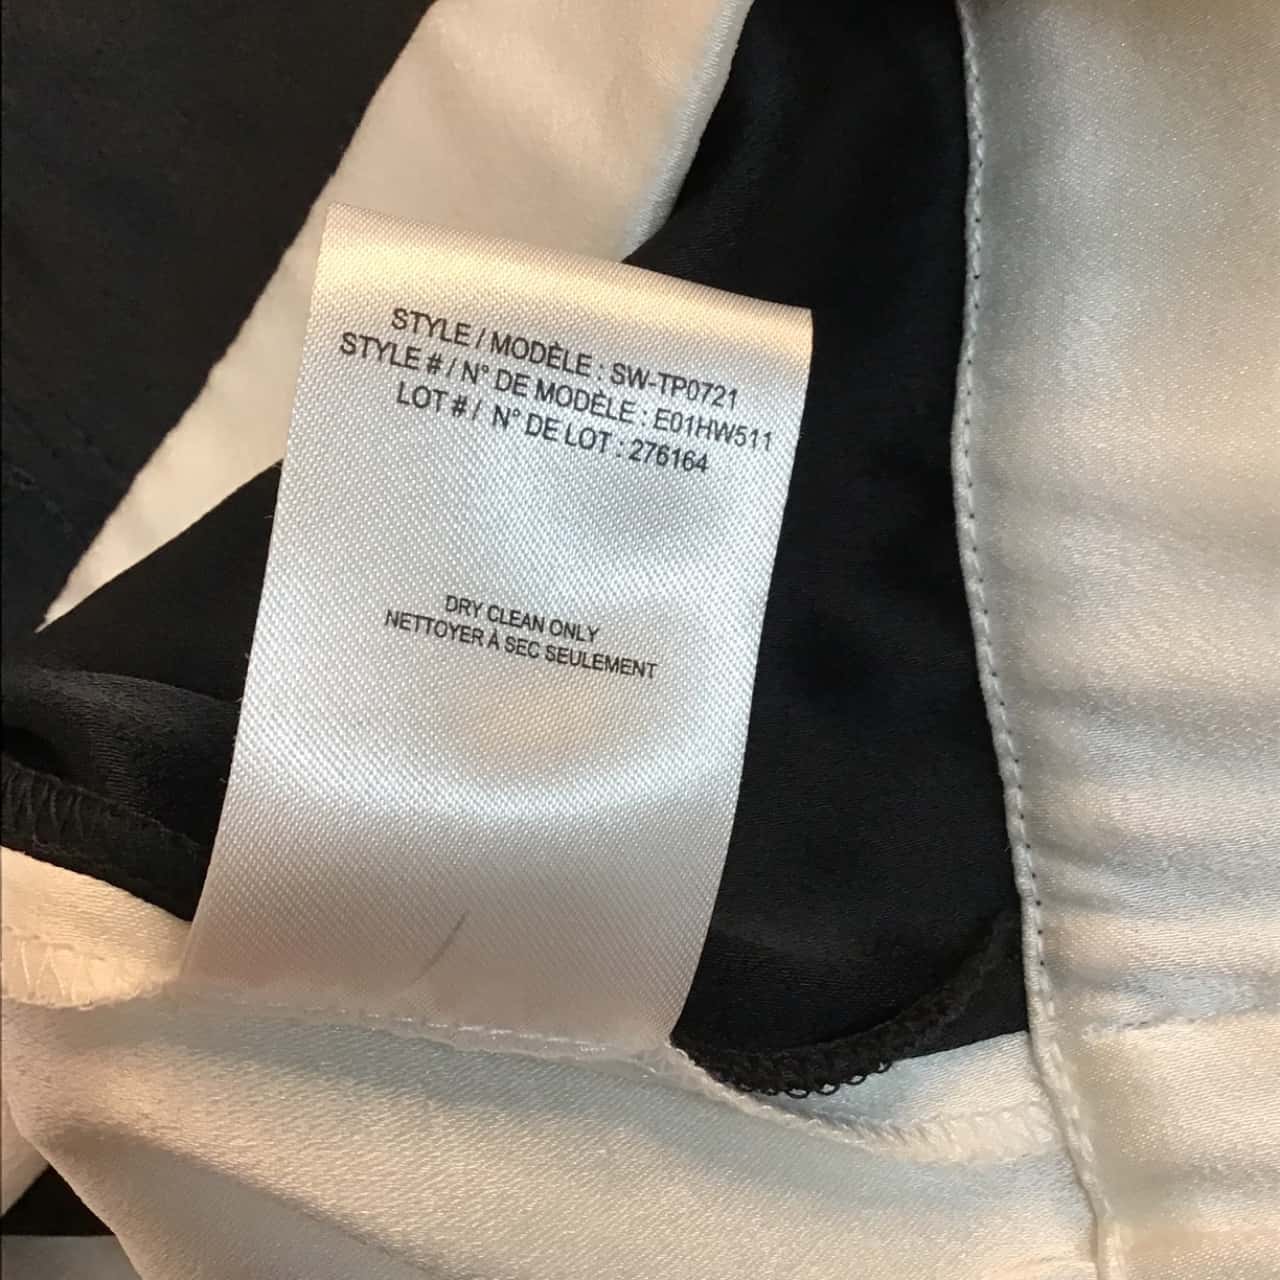 STYLE / MODÈLE : SW-TP0721
STYLE # / N° DE MODÈLE : E01HW511
LOT # / N° DE LOT : 276164
DRY CLEAN ONLY
NETTOYER À SEC SEULEMENT